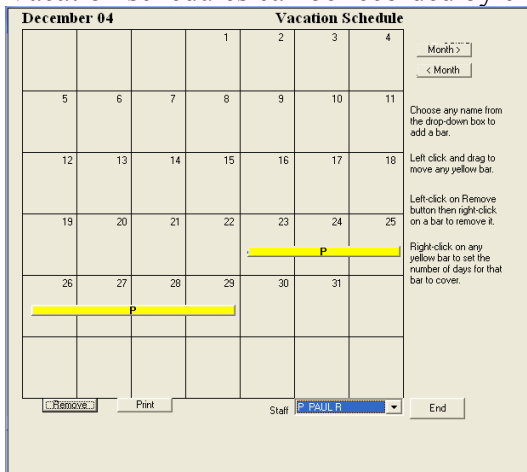 December 04 Vacation Schedule
1 2 3 4
Month >
< Month
5 6 7 8 9 10 11
Choose any name from
the drop-down box to
add a bar.
12 13 14 15 16 17 18
Left click and drag to
move any yellow bar.
Left-click on Remove
button then right-click
on a bar to remove it.
19 20 21 22 23 24 25
P
Right-click on any
yellow bar to set the
number of days for that
bar to cover.
26 27 28 29 30 31
P
Remove Print Staff P PAUL R End